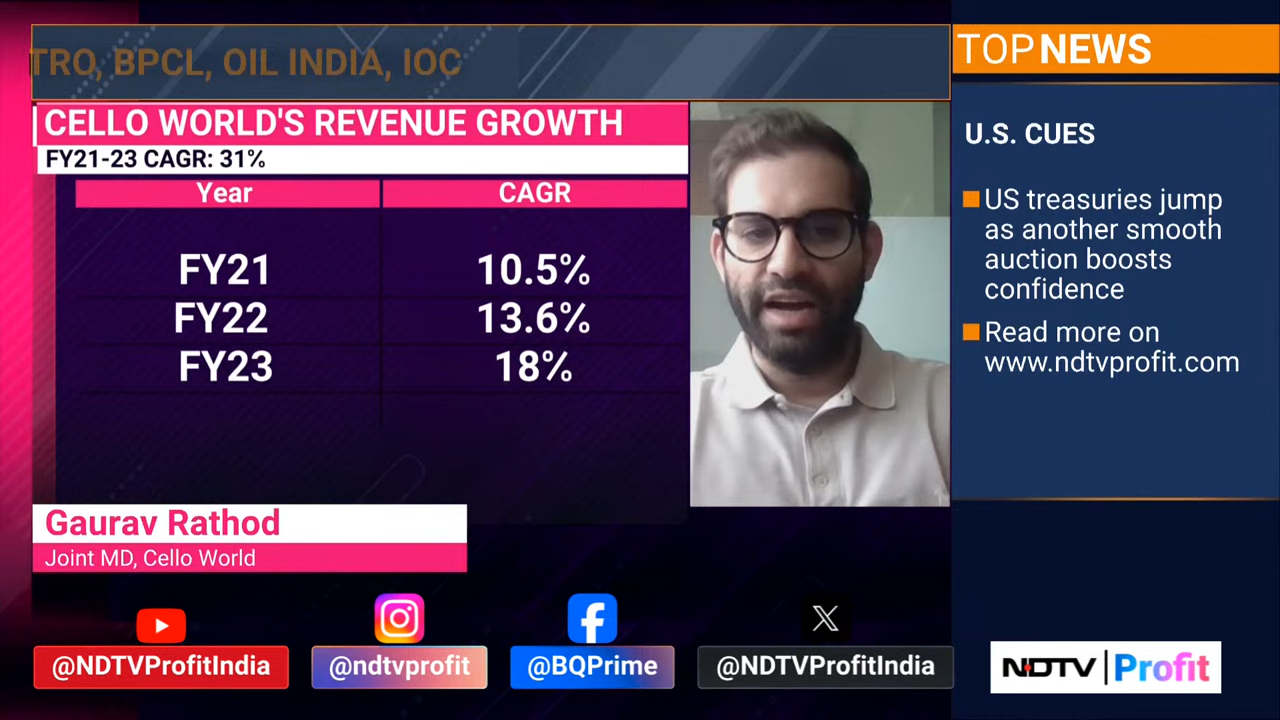 TRO, BPCL, OIL INDIA, IOC
TOP NEWS
CELLO WORLD'S REVENUE GROWTH
FY21-23 CAGR: 31%
Year CAGR
FY21 10.5%
FY22 13.6%
FY23 18%
U.S. CUES
US treasuries jump
as another smooth
auction boosts
confidence
Read more on
www.ndtvprofit.com
Gaurav Rathod
Joint MD, Cello World
@NDTVProfitIndia
@ndtvprofit
@BQPrime
@NDTVProfitIndia
NDTV Profit